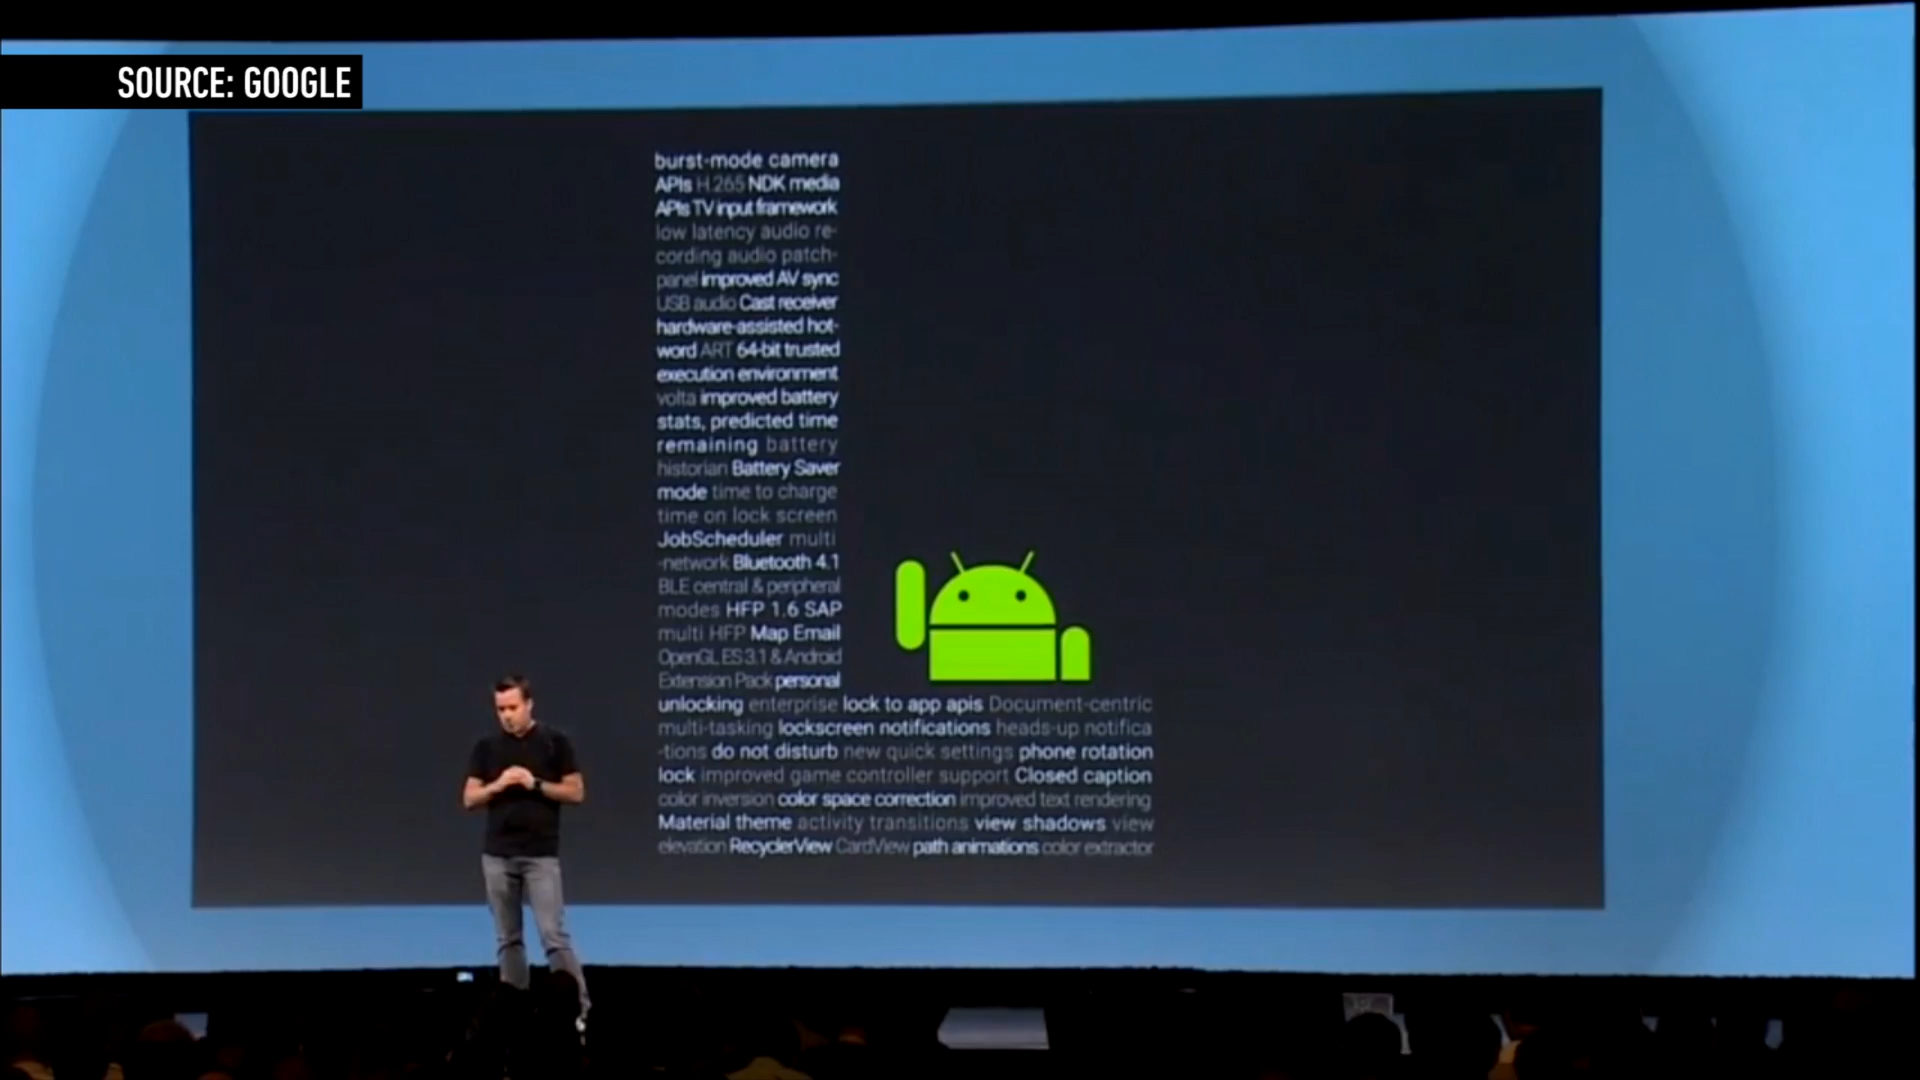 SOURCE: GOOGLE
burst-mode camera
APIs H.265 NDK media
APIs TV input framework
low latency audio re-
cording audio patch-
panel improved AV sync
USB audio Cast receiver
hardware-assisted hot-
word ART 64-bit trusted
execution environment
volta improved battery
stats, predicted time
remaining battery
historian Battery Saver
mode time to charge
time on lock screen
JobScheduler multi
-network Bluetooth 4.1
BLE central & peripheral
modes HFP 1.6 SAP
multi HFP Map Email
OpenGL ES 3.1 & Android
Extension Pack personal
unlocking enterprise lock to app apis Document-centric
multi-tasking lockscreen notifications heads-up notifica
-tions do not disturb new quick settings phone rotation
lock improved game controller support Closed caption
color inversion color space correction improved text rendering
Material theme activity transitions view shadows view
elevation RecyclerView CardView path animations color extractor